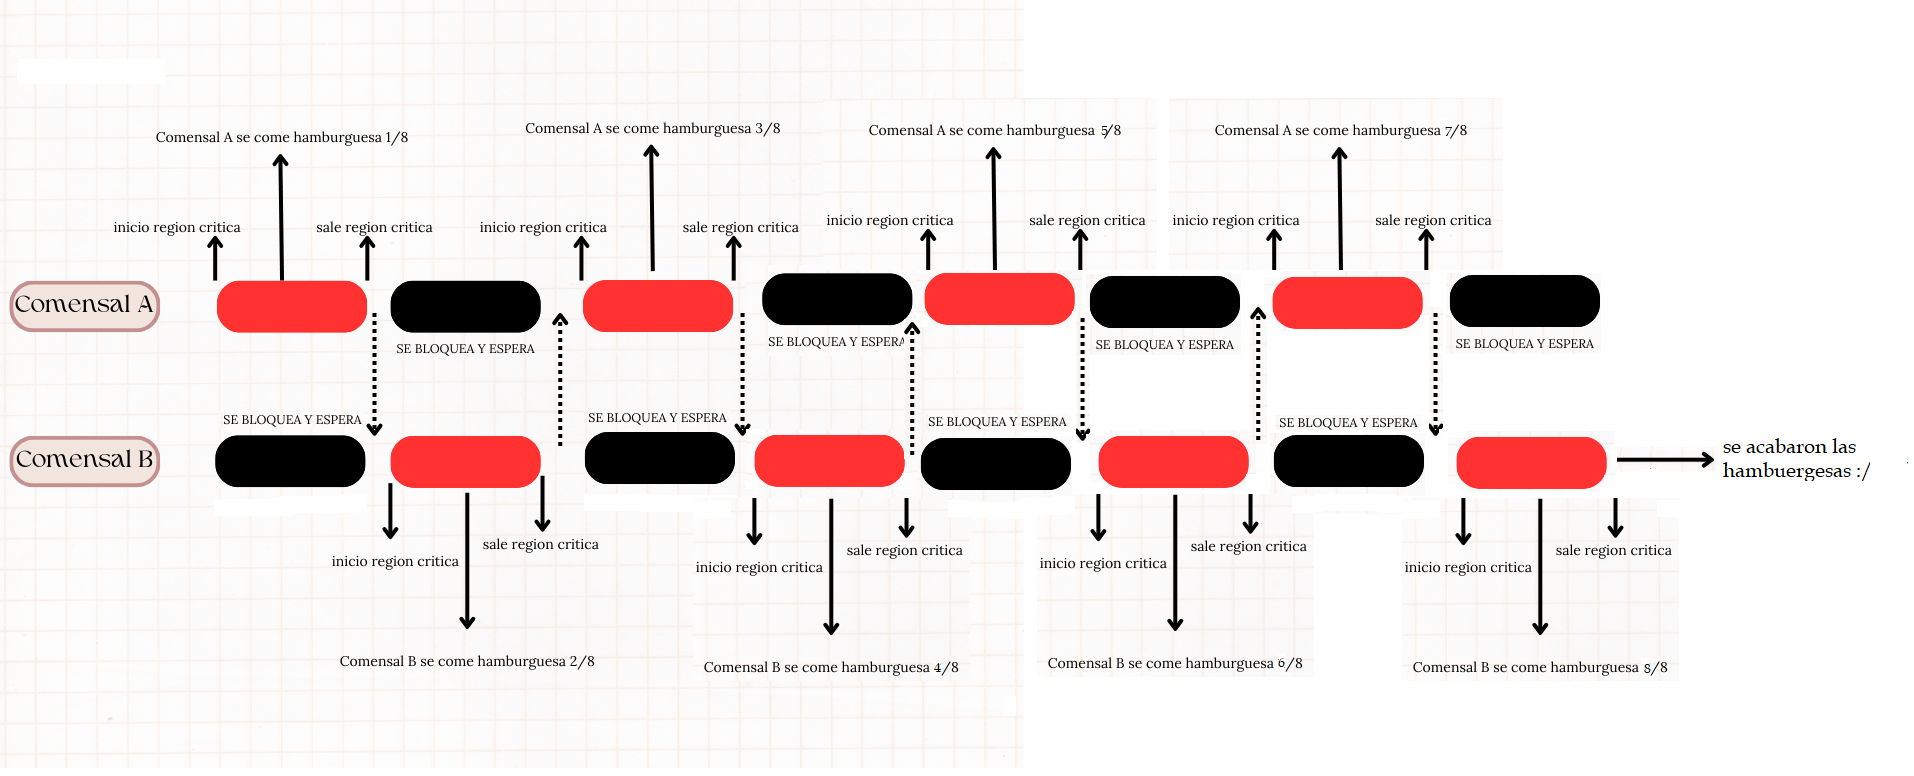 Comensal A se come hamburguesa 1/8
Comensal A se come hamburguesa 3/8
Comensal A se come hamburguesa 5/8
Comensal A se come hamburguesa 7/8
inicio region critica
sale region critica
inicio region critica
sale region critica
inicio region critica
sale region critica
inicio region critica
sale region critica
Comensal A
SE BLOQUEA Y ESPERA
SE BLOQUEA Y ESPERA
SE BLOQUEA Y ESPERA
SE BLOQUEA Y ESPERA
SE BLOQUEA Y ESPERA
SE BLOQUEA Y ESPERA
SE BLOQUEA Y ESPERA
SE BLOQUEA Y ESPERA
Comensal B
se acabaron las
hambuergesas :/
inicio region critica
sale region critica
inicio region critica
sale region critica
inicio region critica
sale region critica
inicio region critica
sale region critica
Comensal B se come hamburguesa 2/8
Comensal B se come hamburguesa 4/8
Comensal B se come hamburguesa 6/8
Comensal B se come hamburguesa 8/8